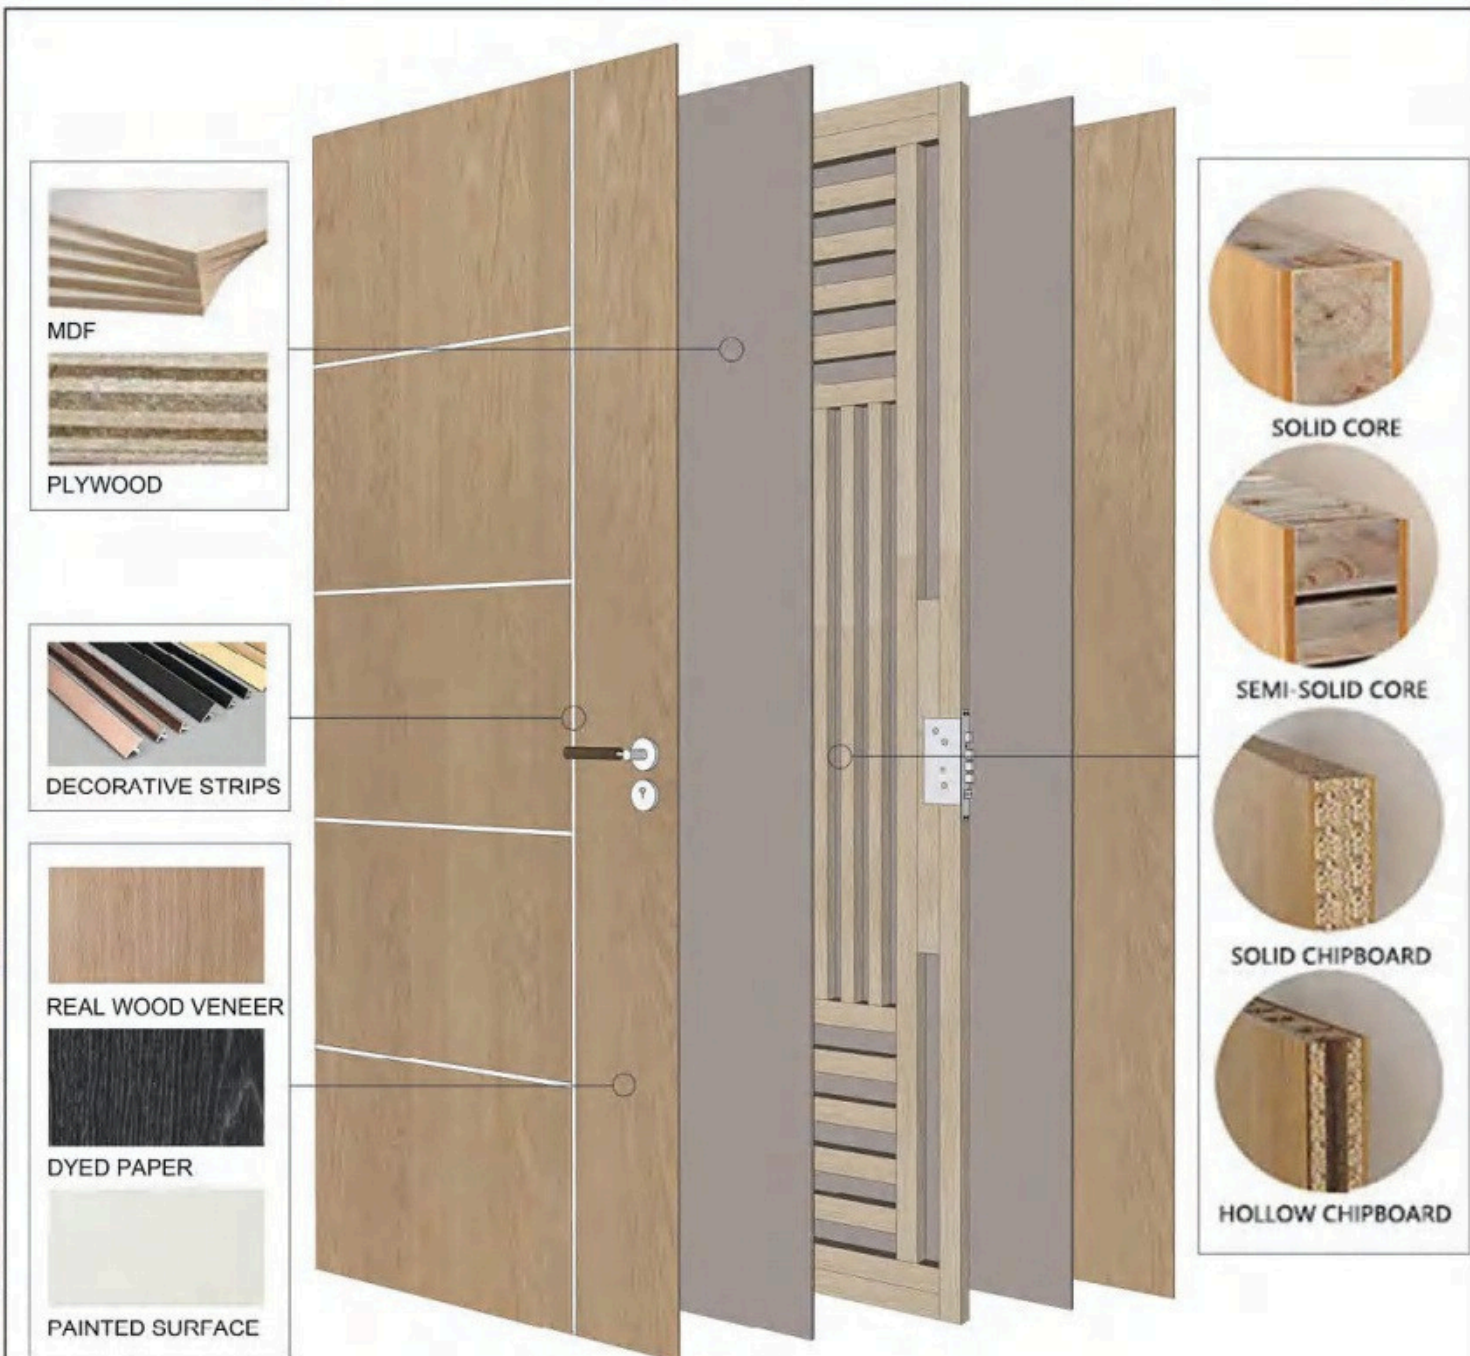 MDF
PLYWOOD
DECORATIVE STRIPS
REAL WOOD VENEER
DYED PAPER
PAINTED SURFACE
SOLID CORE
SEMI-SOLID CORE
SOLID CHIPBOARD
HOLLOW CHIPBOARD